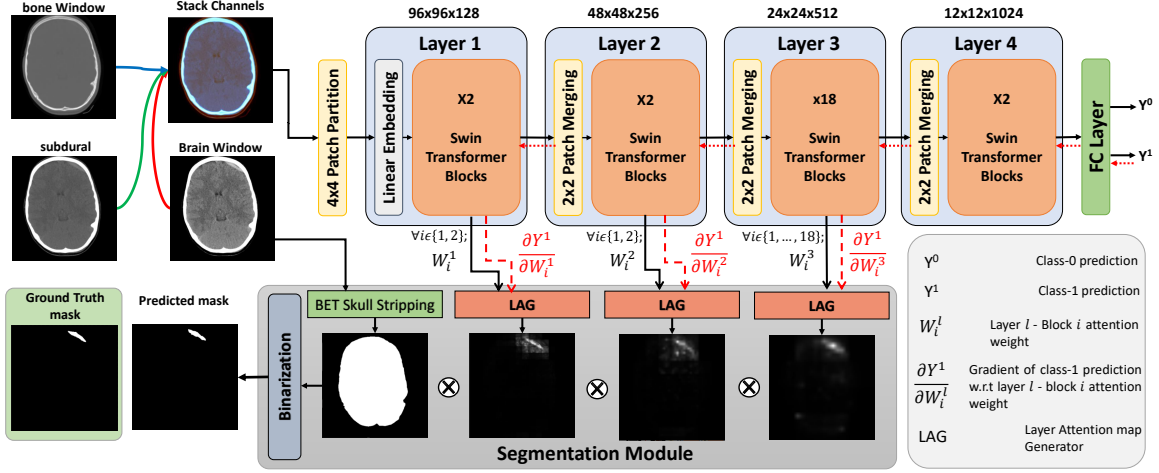 bone Window
Stack Channels
subdural
Brain Window
4x4 Patch Partition
96x96x128
48x48x256
24x24x512
12x12x1024
Layer 1
Layer 2
Layer 3
Layer 4
Linear Embedding
X2
Swin
Transformer
Blocks
2x2 Patch Merging
X2
Swin
Transformer
Blocks
2x2 Patch Merging
x18
Swin
Transformer
Blocks
2x2 Patch Merging
X2
Swin
Transformer
Blocks
FC Layer
Y⁰
Y¹
∀iϵ{1, 2};
W_i^1
∂Y¹
∂W_i^1
∀iϵ{1, 2};
W_i^2
∂Y¹
∂W_i^2
∀iϵ{1, … , 18};
W_i^3
∂Y¹
∂W_i^3
Ground Truth
mask
Predicted mask
Binarization
BET Skull Stripping
LAG
LAG
LAG
Segmentation Module
Y⁰ Class-0 prediction
Y¹ Class-1 prediction
W_i^l Layer l - Block i attention
weight
∂Y¹
∂W_i^l
Gradient of class-1 prediction
w.r.t layer l - block i attention
weight
LAG Layer Attention map
Generator